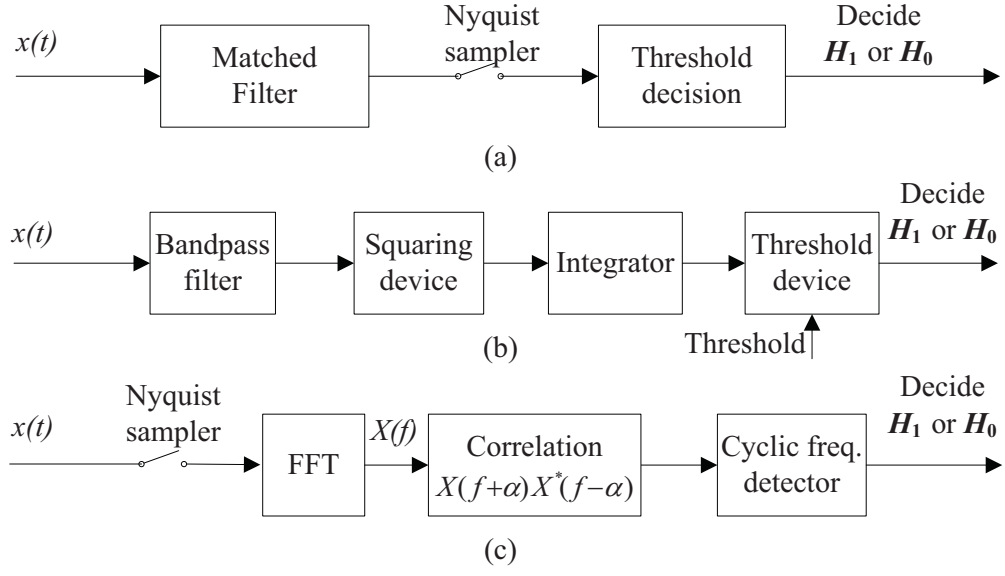 x(t)
Matched
Filter
Nyquist
sampler
Threshold
decision
Decide
H₁ or H₀
(a)
x(t)
Bandpass
filter
Squaring
device
Integrator
Threshold
device
Decide
H₁ or H₀
Threshold
(b)
x(t)
Nyquist
sampler
FFT
X(f)
Correlation
X(f+α)X*(f−α)
Cyclic freq.
detector
Decide
H₁ or H₀
(c)